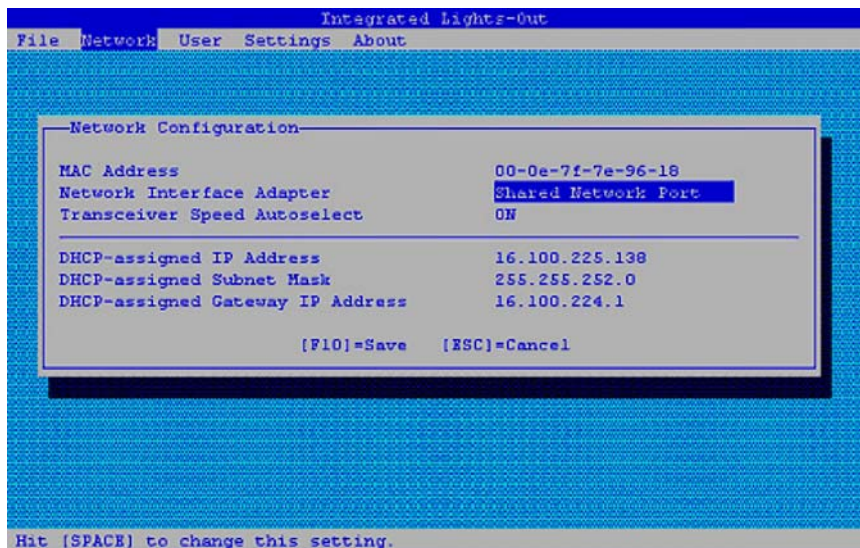 Integrated Lights-Out
File Network User Settings About
Network Configuration
MAC Address 00-0e-7f-7e-96-18
Network Interface Adapter Shared Network Port
Transceiver Speed Autoselect ON
DHCP-assigned IP Address 16.100.225.138
DHCP-assigned Subnet Mask 255.255.252.0
DHCP-assigned Gateway IP Address 16.100.224.1
[F10]=Save [ESC]=Cancel
Hit [SPACE] to change this setting.